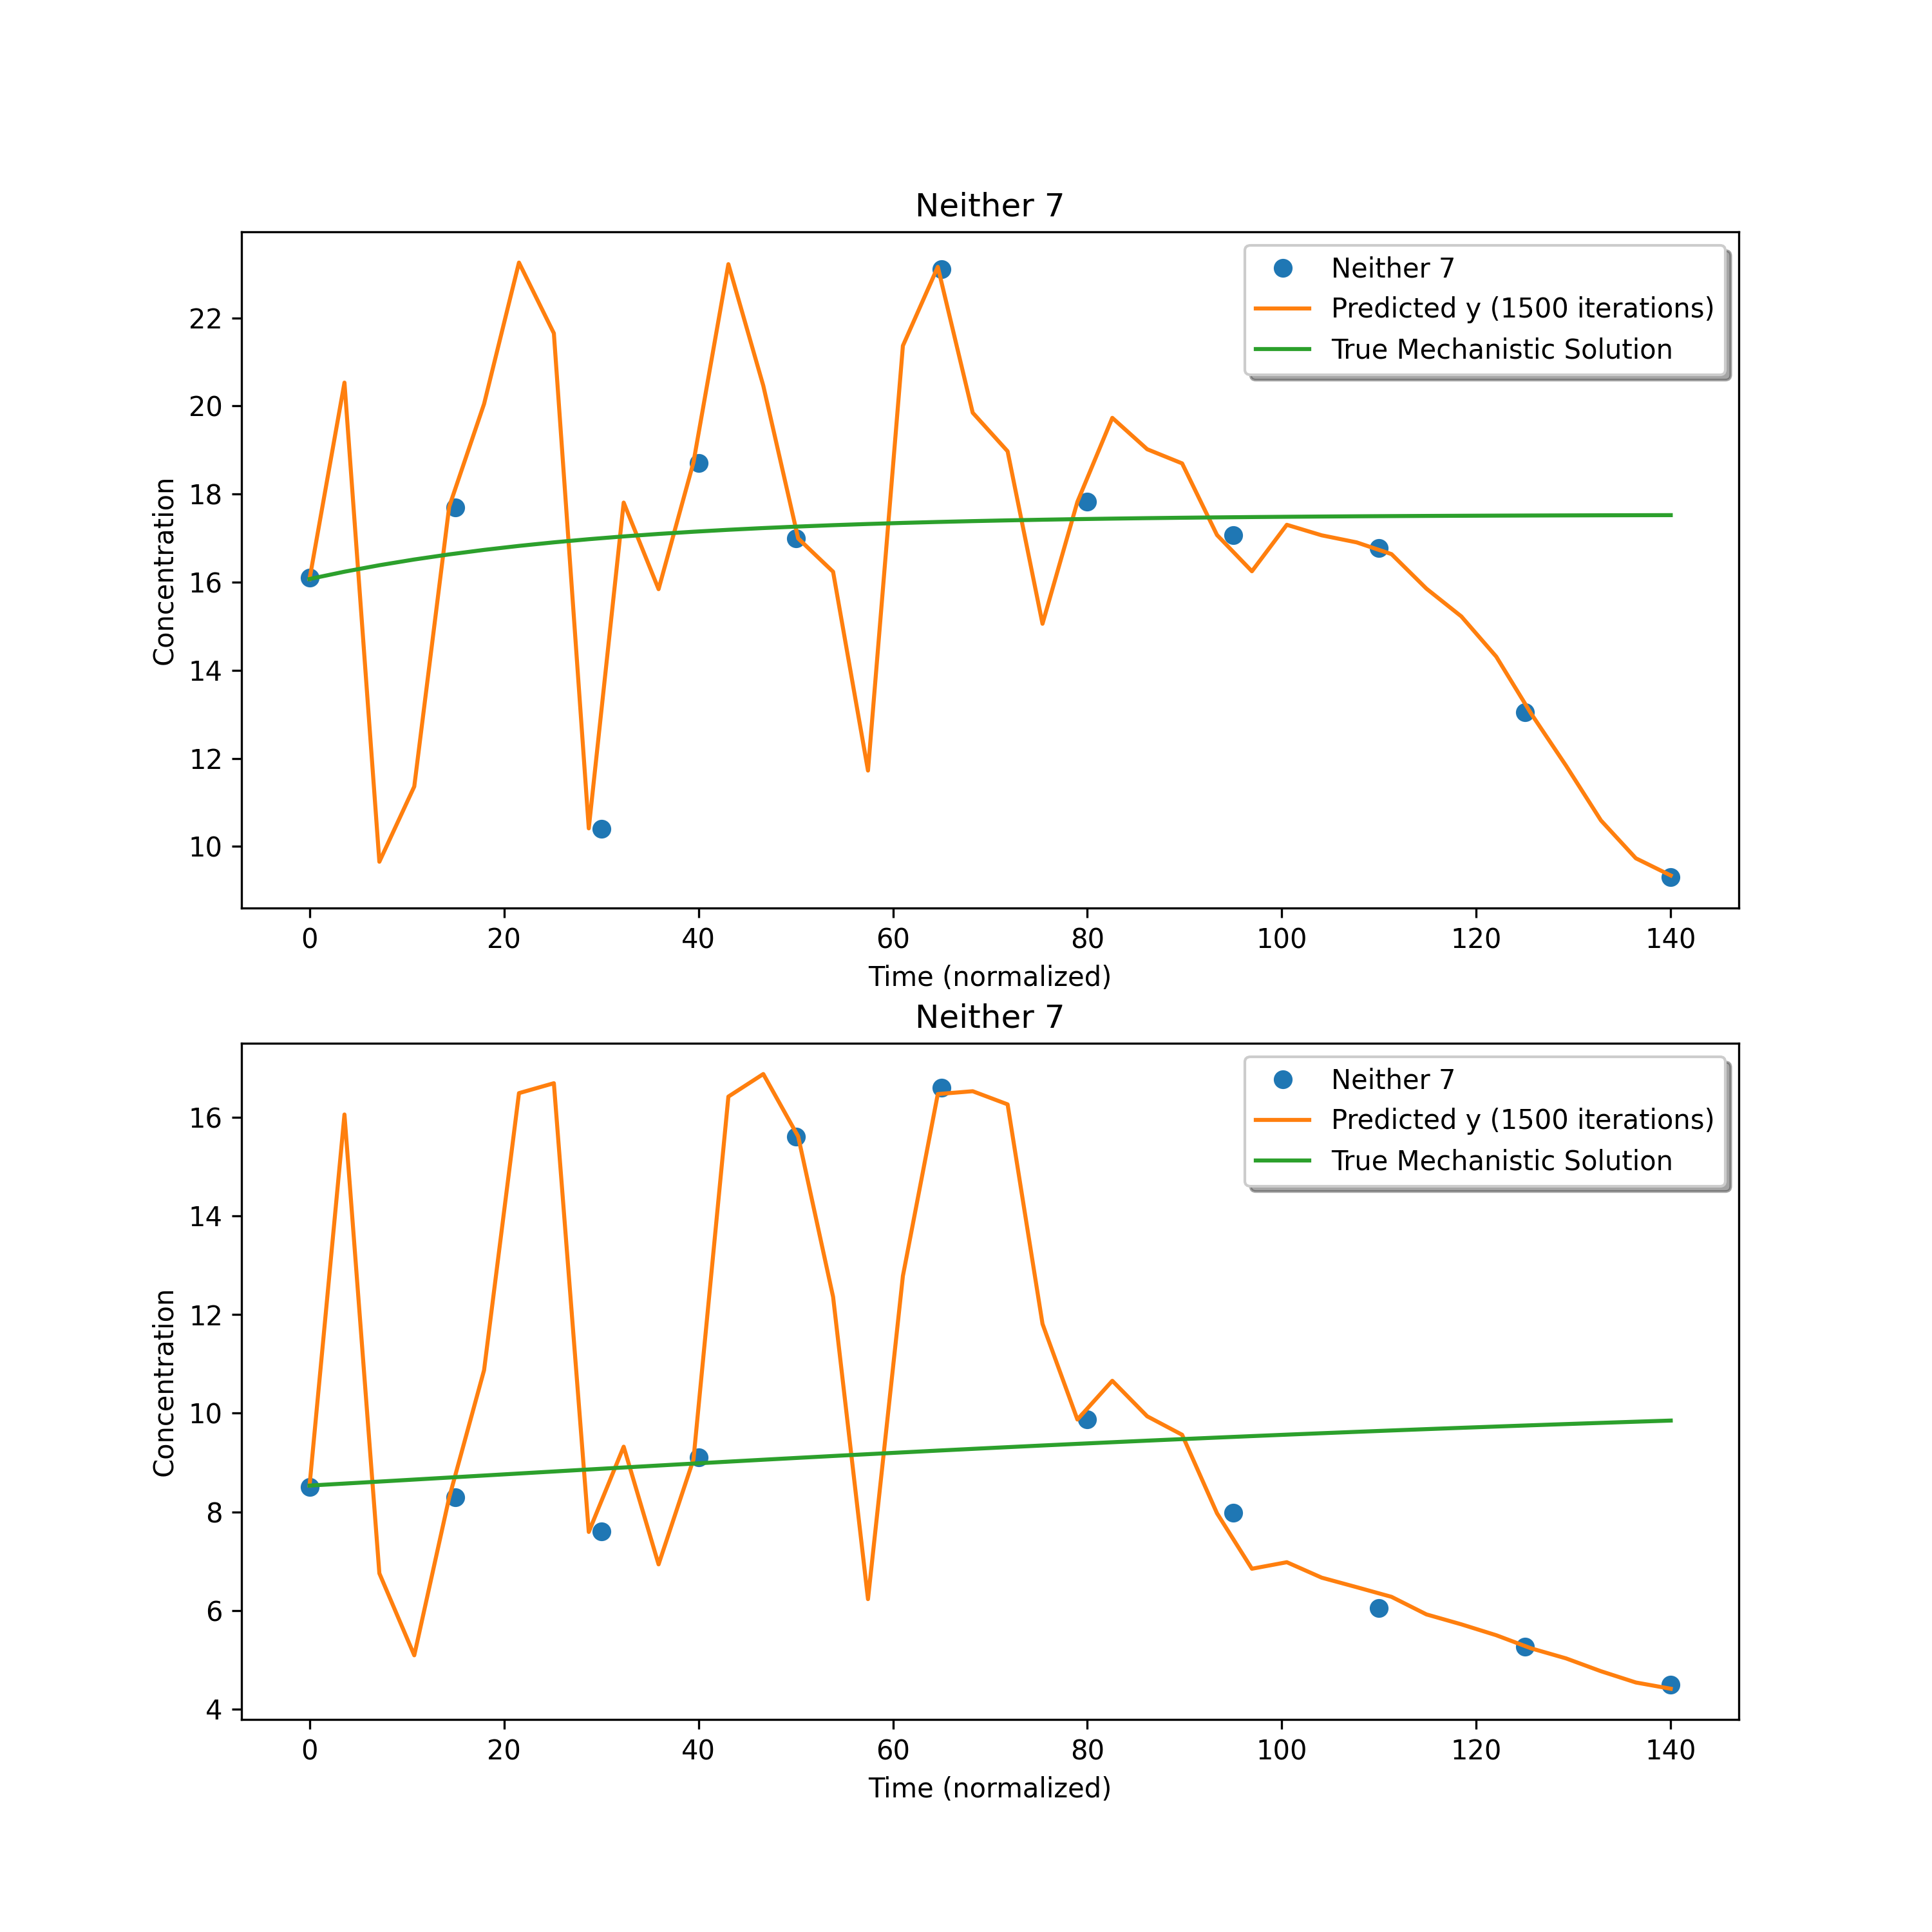 Neither 7
Neither 7
Predicted y (1500 iterations)
True Mechanistic Solution
22
20
18
16
14
12
10
Concentration
0 20 40 60 80 100 120 140
Time (normalized)
Neither 7
Neither 7
Predicted y (1500 iterations)
True Mechanistic Solution
16
14
12
10
8
6
4
Concentration
0 20 40 60 80 100 120 140
Time (normalized)